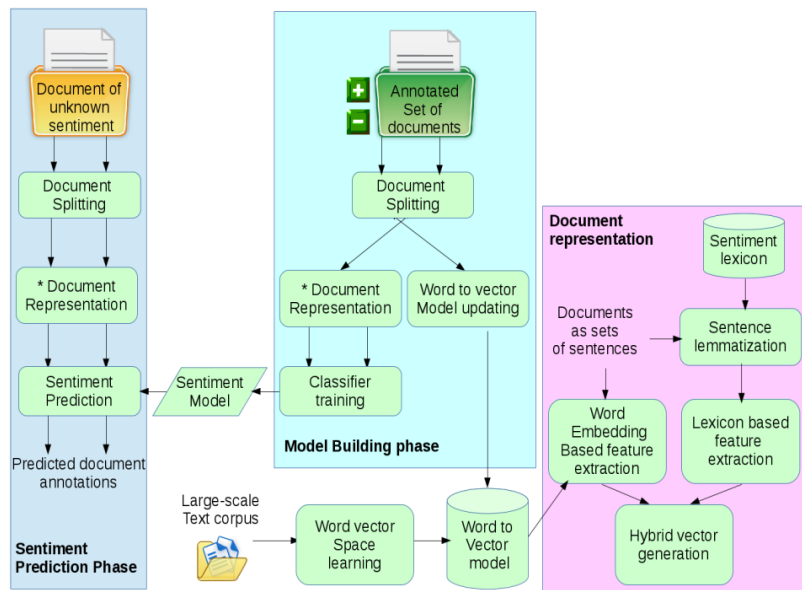 Document of
unknown
sentiment
Document
Splitting
* Document
Representation
Sentiment
Prediction
Predicted document
annotations
Sentiment
Prediction Phase
Annotated
Set of
documents
Document
Splitting
* Document
Representation
Word to vector
Model updating
Classifier
training
Sentiment
Model
Model Building phase
Large-scale
Text corpus
Word vector
Space
learning
Word to
Vector
model
Document
representation
Sentiment
lexicon
Documents
as sets
of sentences
Sentence
lemmatization
Word
Embedding
Based feature
extraction
Lexicon based
feature
extraction
Hybrid vector
generation